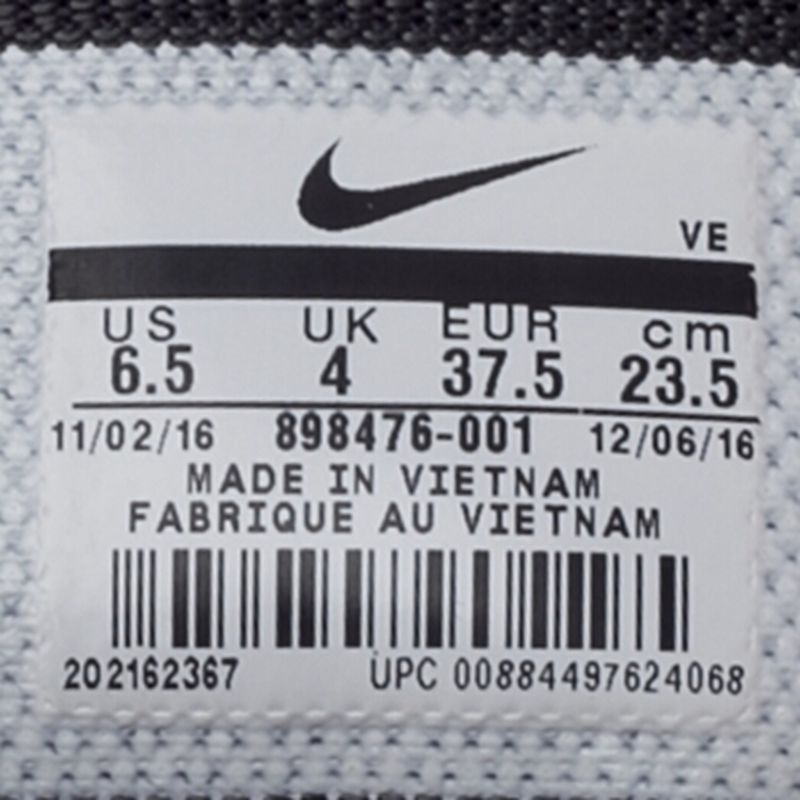 VE
US UK EUR cm
6.5 4 37.5 23.5
11/02/16 898476-001 12/06/16
MADE IN VIETNAM
FABRIQUE AU VIETNAM
202162367 UPC 00884497624068